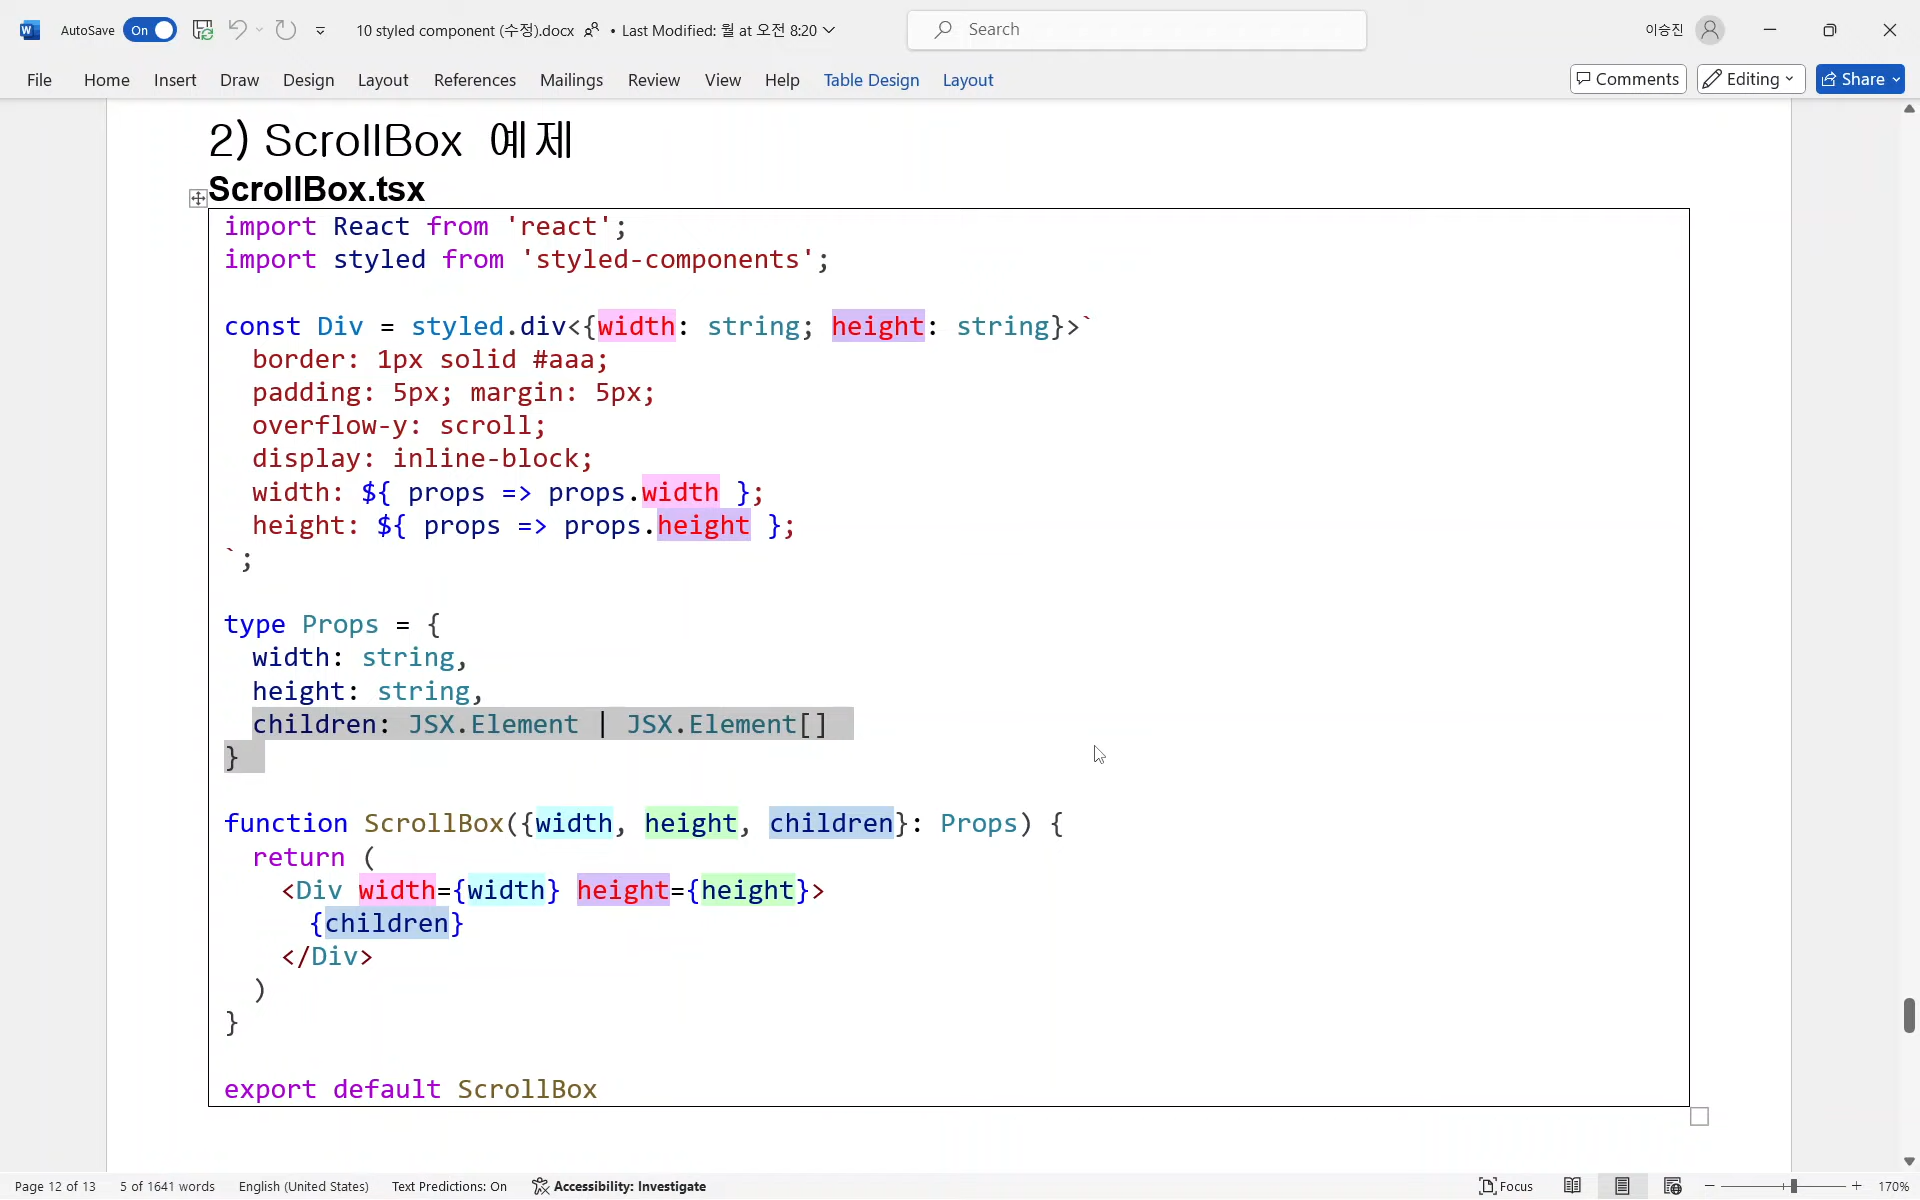 AutoSave On 10 styled component (수정).docx • Last Modified: 월 at 오전 8:20 Search 이승진
File Home Insert Draw Design Layout References Mailings Review View Help Table Design Layout Comments Editing Share
2) ScrollBox 예제
ScrollBox.tsx
import React from 'react';
import styled from 'styled-components';
const Div = styled.div<{width: string; height: string}>`
  border: 1px solid #aaa;
  padding: 5px; margin: 5px;
  overflow-y: scroll;
  display: inline-block;
  width: ${ props => props.width };
  height: ${ props => props.height };
`;
type Props = {
  width: string,
  height: string,
  children: JSX.Element | JSX.Element[]
}
function ScrollBox({width, height, children}: Props) {
  return (
    <Div width={width} height={height}>
      {children}
    </Div>
  )
}
export default ScrollBox
Page 12 of 13 5 of 1641 words English (United States) Text Predictions: On Accessibility: Investigate Focus 170%